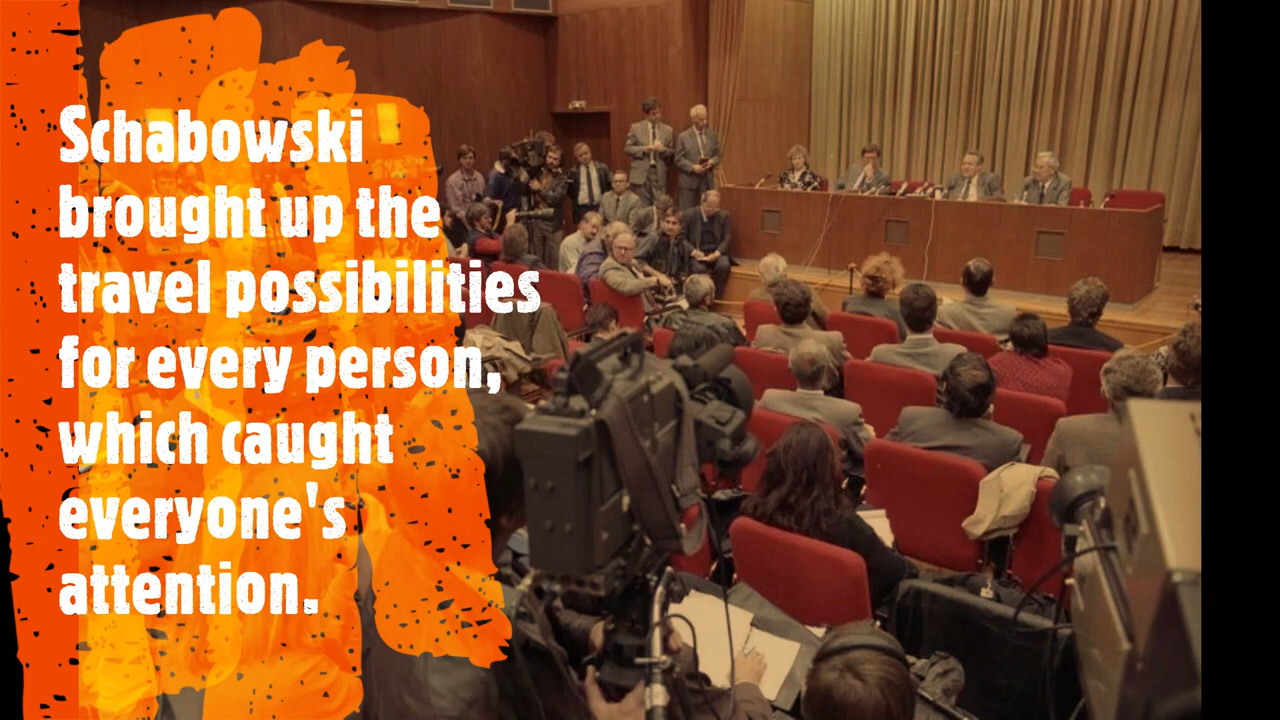 Schabowski
brought up the
travel possibilities
for every person,
which caught
everyone's
attention.